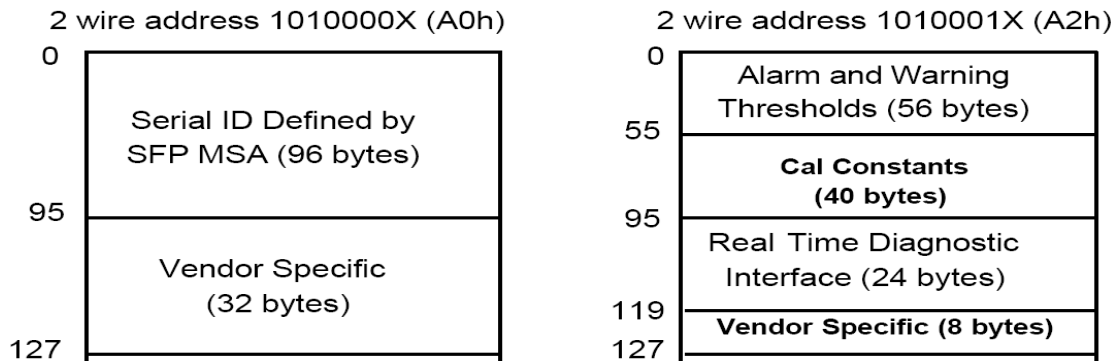 2 wire address 1010000X (A0h)
0
Serial ID Defined by
SFP MSA (96 bytes)
95
Vendor Specific
(32 bytes)
127
2 wire address 1010001X (A2h)
0
Alarm and Warning
Thresholds (56 bytes)
55
Cal Constants
(40 bytes)
95
Real Time Diagnostic
Interface (24 bytes)
119
Vendor Specific (8 bytes)
127